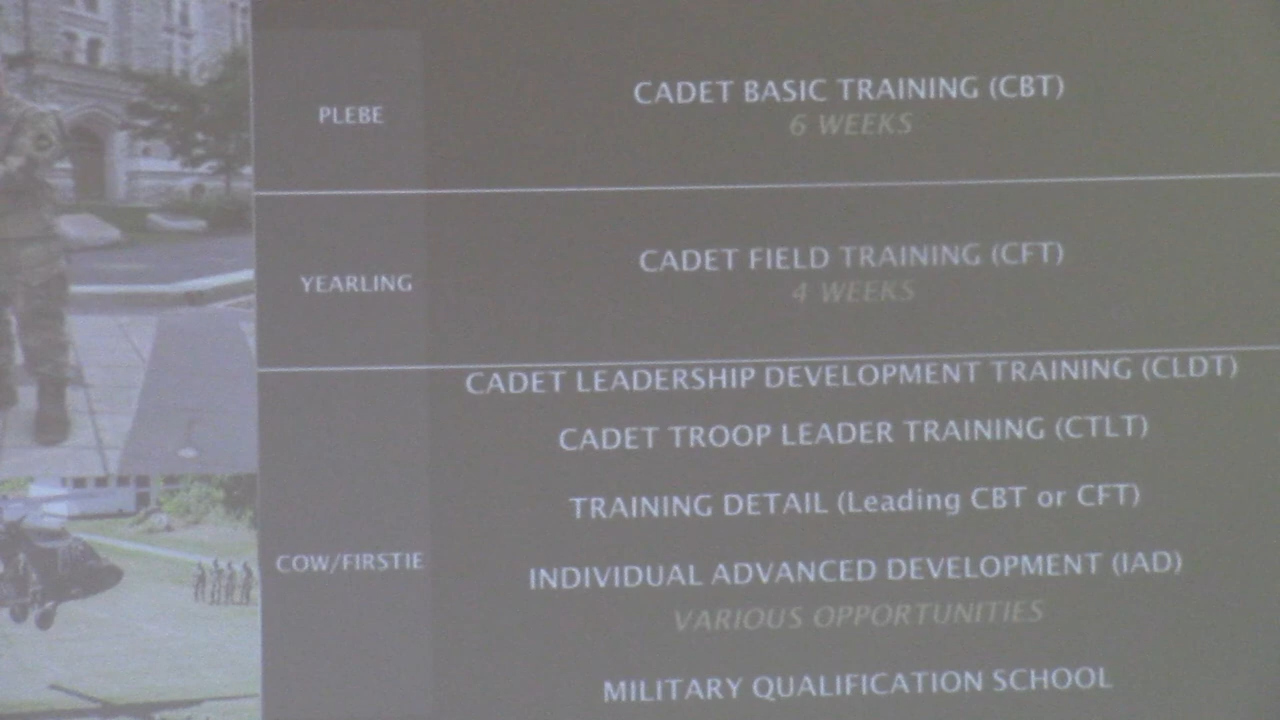 PLEBE
CADET BASIC TRAINING (CBT)
6 WEEKS
YEARLING
CADET FIELD TRAINING (CFT)
4 WEEKS
COW/FIRSTIE
CADET LEADERSHIP DEVELOPMENT TRAINING (CLDT)
CADET TROOP LEADER TRAINING (CTLT)
TRAINING DETAIL (Leading CBT or CFT)
INDIVIDUAL ADVANCED DEVELOPMENT (IAD)
VARIOUS OPPORTUNITIES
MILITARY QUALIFICATION SCHOOL